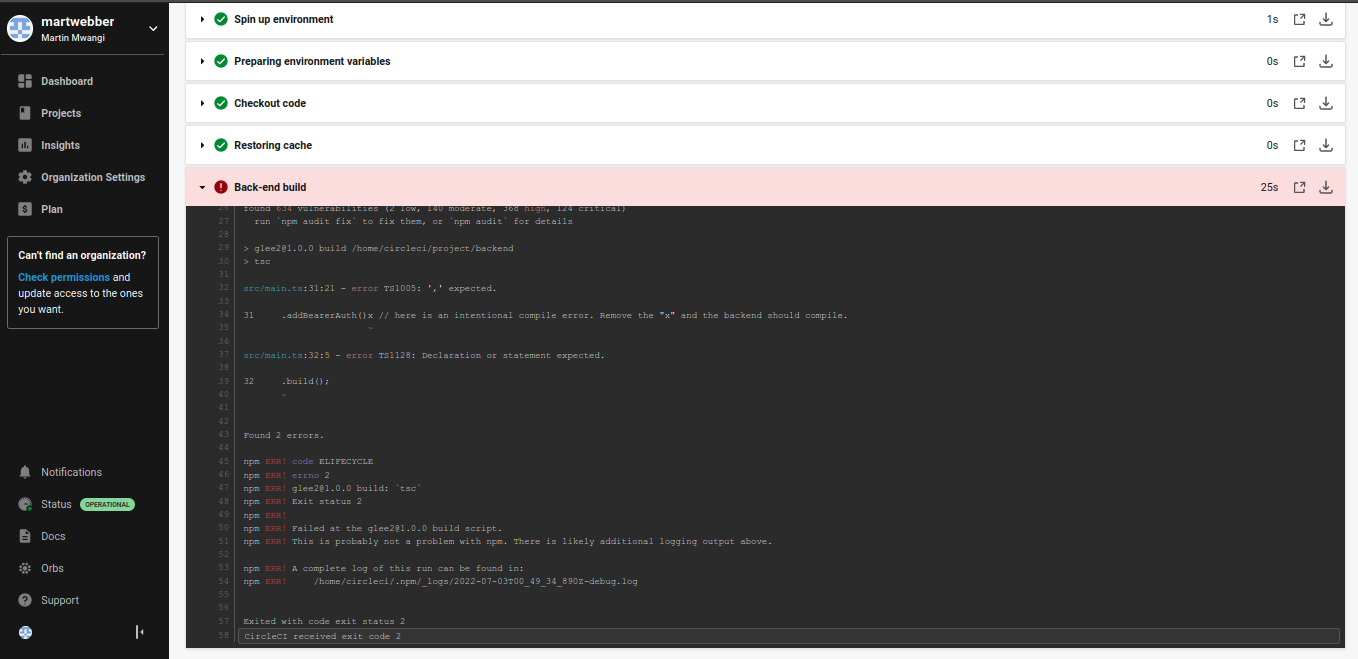 martwebber
Martin Mwangi
Dashboard
Projects
Insights
Organization Settings
Plan
Can't find an organization?
Check permissions and
update access to the ones
you want.
Notifications
Status OPERATIONAL
Docs
Orbs
Support
Spin up environment 1s
Preparing environment variables 0s
Checkout code 0s
Restoring cache 0s
Back-end build 25s
26 found 634 vulnerabilities (2 low, 140 moderate, 368 high, 124 critical)
27 run `npm audit fix` to fix them, or `npm audit` for details
28
29 > glee2@1.0.0 build /home/circleci/project/backend
30 > tsc
31
32 src/main.ts:31:21 - error TS1005: ',' expected.
33
34 31 .addBearerAuth()x // here is an intentional compile error. Remove the "x" and the backend should compile.
35 ~
36
37 src/main.ts:32:5 - error TS1128: Declaration or statement expected.
38
39 32 .build();
40 ~
41
42
43 Found 2 errors.
44
45 npm ERR! code ELIFECYCLE
46 npm ERR! errno 2
47 npm ERR! glee2@1.0.0 build: `tsc`
48 npm ERR! Exit status 2
49 npm ERR!
50 npm ERR! Failed at the glee2@1.0.0 build script.
51 npm ERR! This is probably not a problem with npm. There is likely additional logging output above.
52
53 npm ERR! A complete log of this run can be found in:
54 npm ERR! /home/circleci/.npm/_logs/2022-07-03T00_49_34_890Z-debug.log
55
56
57 Exited with code exit status 2
58 CircleCI received exit code 2